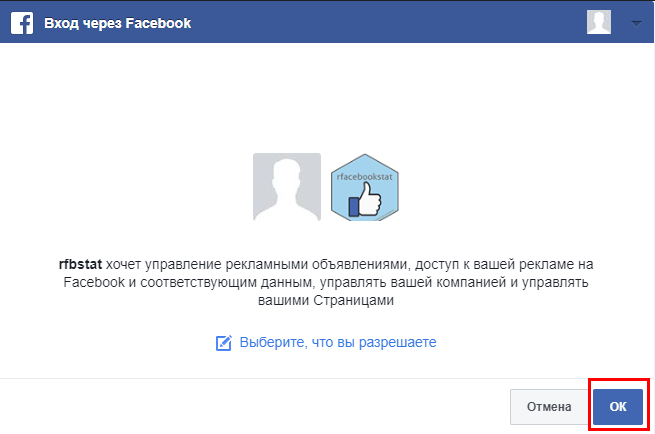 Вход через Facebook
rfacebookstat
rfbstat хочет управление рекламными объявлениями, доступ к вашей рекламе на
Facebook и соответствующим данным, управлять вашей компанией и управлять
вашими Страницами
Выберите, что вы разрешаете
Отмена
ОК